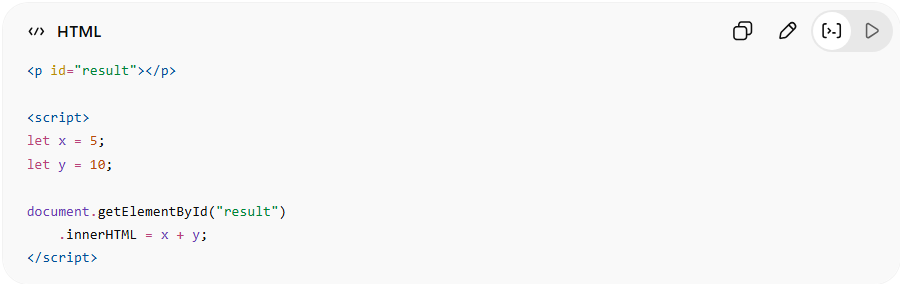 HTML
<p id="result"></p>
<script>
let x = 5;
let y = 10;
document.getElementById("result")
    .innerHTML = x + y;
</script>